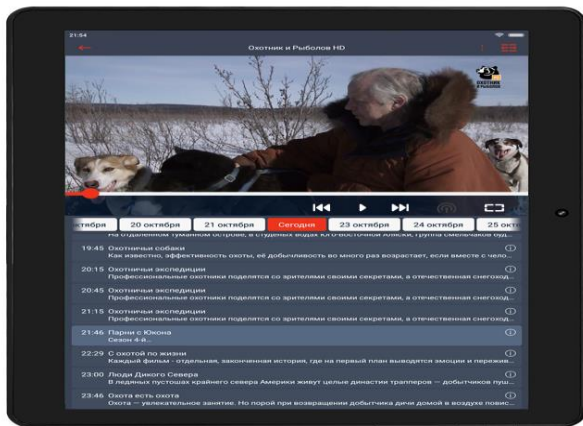 21:54
Охотник и Рыболов HD
ОХОТНИК
И РЫБОЛОВ
ктября 20 октября 21 октября Сегодня 23 октября 24 октября 25 окт
На отдаленном туманном острове, в студеных водах юго-восточной Аляски, группа смельчаков буд...
19:45 Охотничьи собаки
Как известно, эффективность охоты, её добычливость во много раз возрастает, если вместе с чело...
20:15 Охотничьи экспедиции
Профессиональные охотники поделятся со зрителями своими секретами, а отечественная снегоход...
20:45 Охотничьи экспедиции
Профессиональные охотники поделятся со зрителями своими секретами, а отечественная снегоход...
21:15 Охотничьи экспедиции
Профессиональные охотники поделятся со зрителями своими секретами, а отечественная снегоход...
21:46 Парни с Юкона
Сезон 4-й...
22:29 С охотой по жизни
Каждый фильм - отдельная, законченная история, где на первый план выводятся эмоции и пережив...
23:00 Люди Дикого Севера
В ледяных пустошах крайнего севера Америки живут целые династии трапперов — добытчиков пуш...
23:46 Охота есть охота
Охота — увлекательное занятие. Но порой при возвращении добытчика дичи домой в воздухе повис...